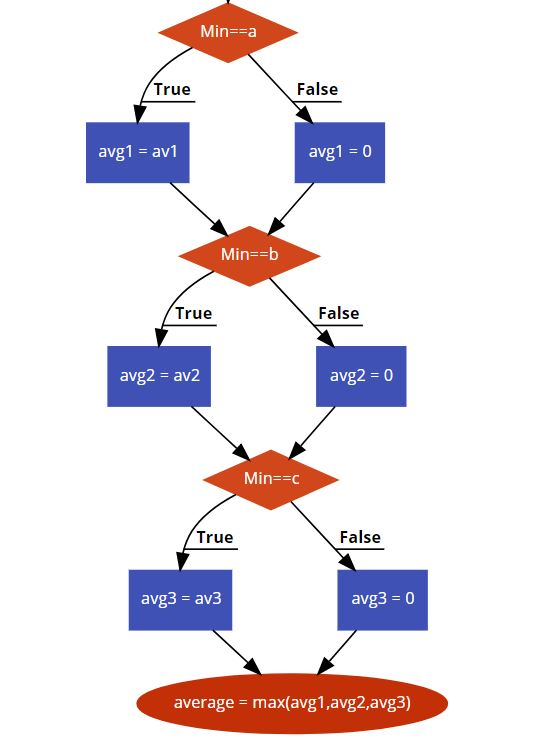 Min==a
True
False
avg1 = av1
avg1 = 0
Min==b
True
False
avg2 = av2
avg2 = 0
Min==c
True
False
avg3 = av3
avg3 = 0
average = max(avg1,avg2,avg3)